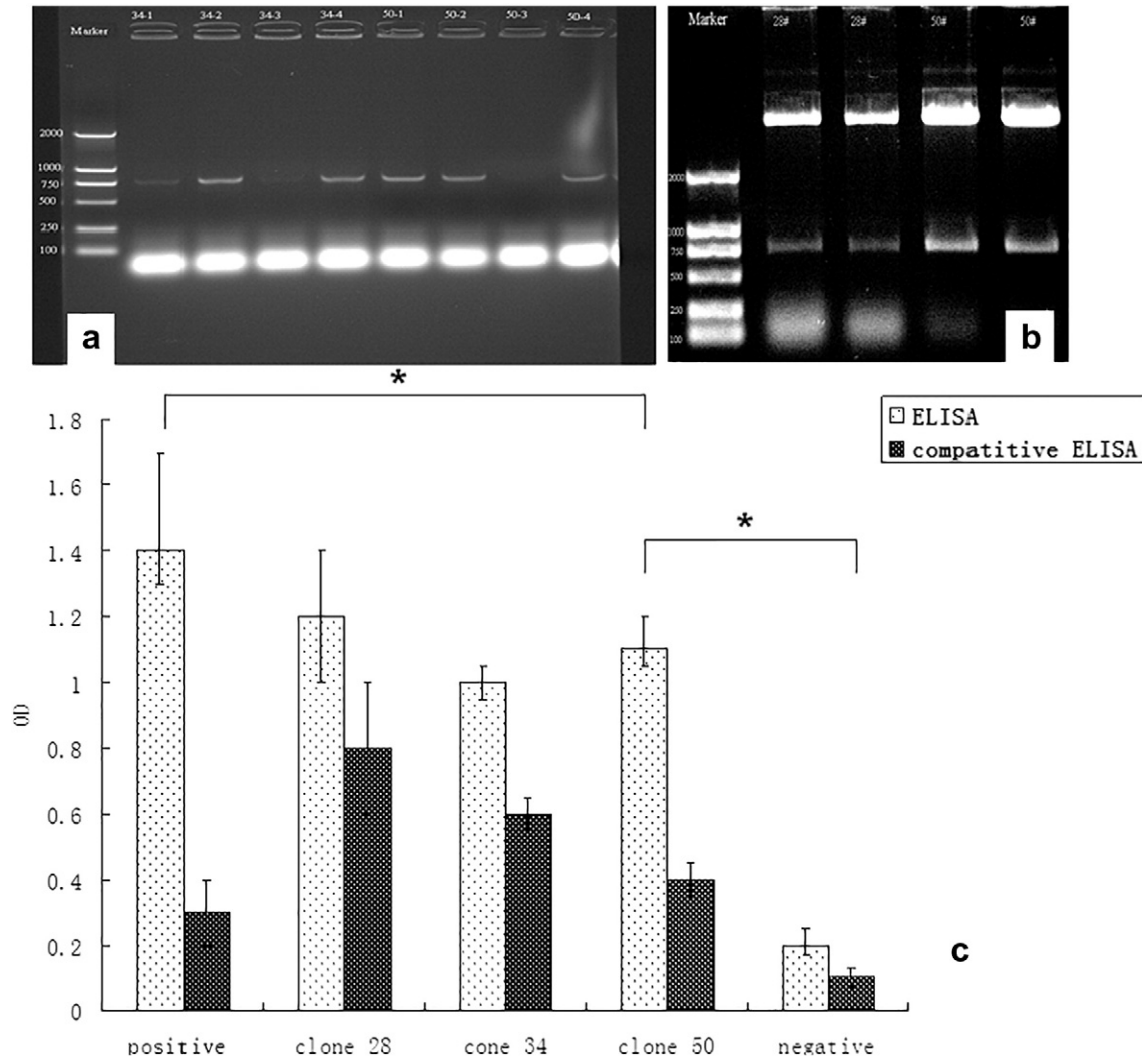 34-1 34-2 34-3 34-4 50-1 50-2 50-3 50-4
Marker
2000
1000
750
500
250
100
a
Marker 28# 28# 50# 50#
2000
1000
750
500
250
100
b
*
*
ELISA
compatitive ELISA
1.8
1.6
1.4
1.2
1
0.8
0.6
0.4
0.2
0
OD
c
positive clone 28 cone 34 clone 50 negative